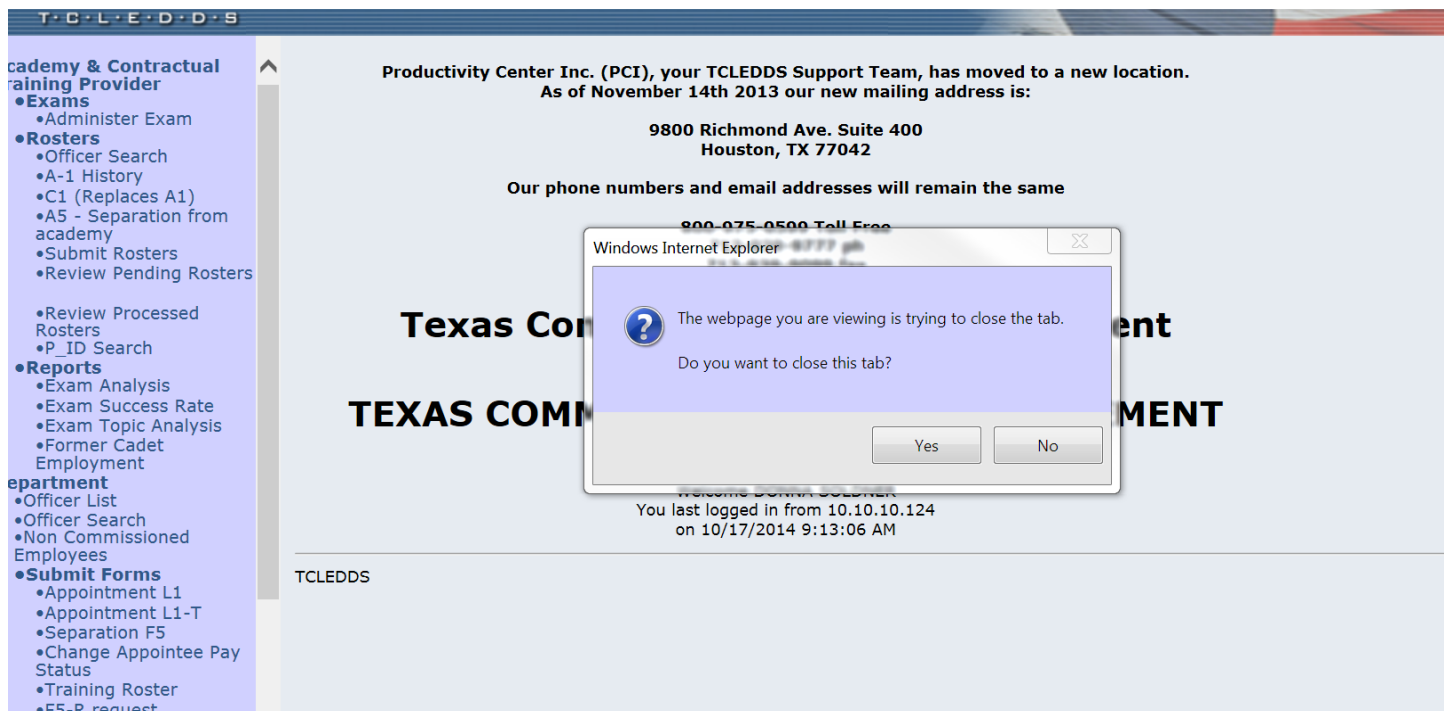 T·C·L·E·D·D·S
cademy & Contractual
raining Provider
•Exams
•Administer Exam
•Rosters
•Officer Search
•A-1 History
•C1 (Replaces A1)
•A5 - Separation from
academy
•Submit Rosters
•Review Pending Rosters
•Review Processed
Rosters
•P_ID Search
•Reports
•Exam Analysis
•Exam Success Rate
•Exam Topic Analysis
•Former Cadet
Employment
epartment
•Officer List
•Officer Search
•Non Commissioned
Employees
•Submit Forms
•Appointment L1
•Appointment L1-T
•Separation F5
•Change Appointee Pay
Status
•Training Roster
•F5-R request
Productivity Center Inc. (PCI), your TCLEDDS Support Team, has moved to a new location.
As of November 14th 2013 our new mailing address is:
9800 Richmond Ave. Suite 400
Houston, TX 77042
Our phone numbers and email addresses will remain the same
800-975-0599 Toll Free
Windows Internet Explorer
The webpage you are viewing is trying to close the tab.
Do you want to close this tab?
Yes No
Texas Co ent
TEXAS COM MENT
Welcome DONNA SOLDNER
You last logged in from 10.10.10.124
on 10/17/2014 9:13:06 AM
TCLEDDS